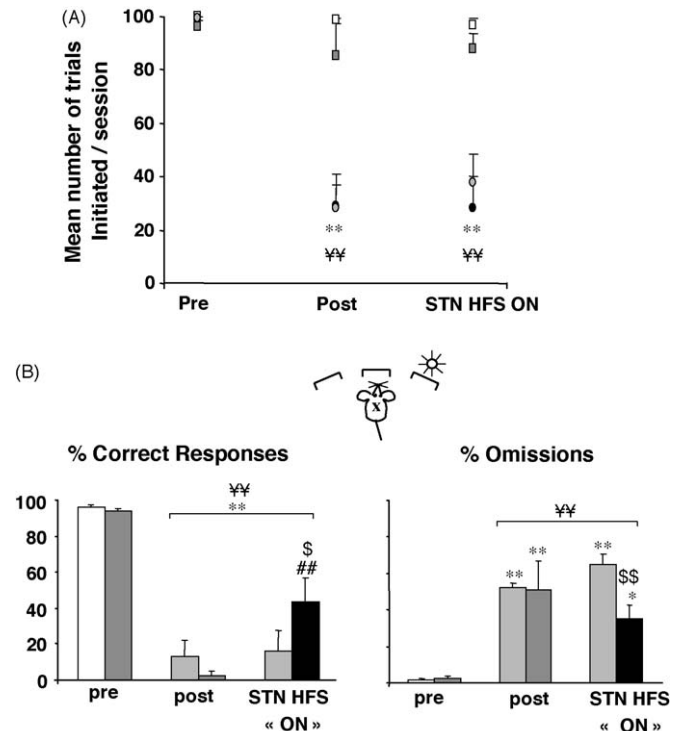 (A)
100
80
60
40
20
0
Mean number of trials
Initiated / session
** **
¥¥ ¥¥
Pre Post STN HFS ON
(B)
x
% Correct Responses % Omissions
100
80
60
40
20
0
¥¥
**
$
##
pre post STN HFS
« ON »
¥¥
** ** **
$$
*
pre post STN HFS
« ON »